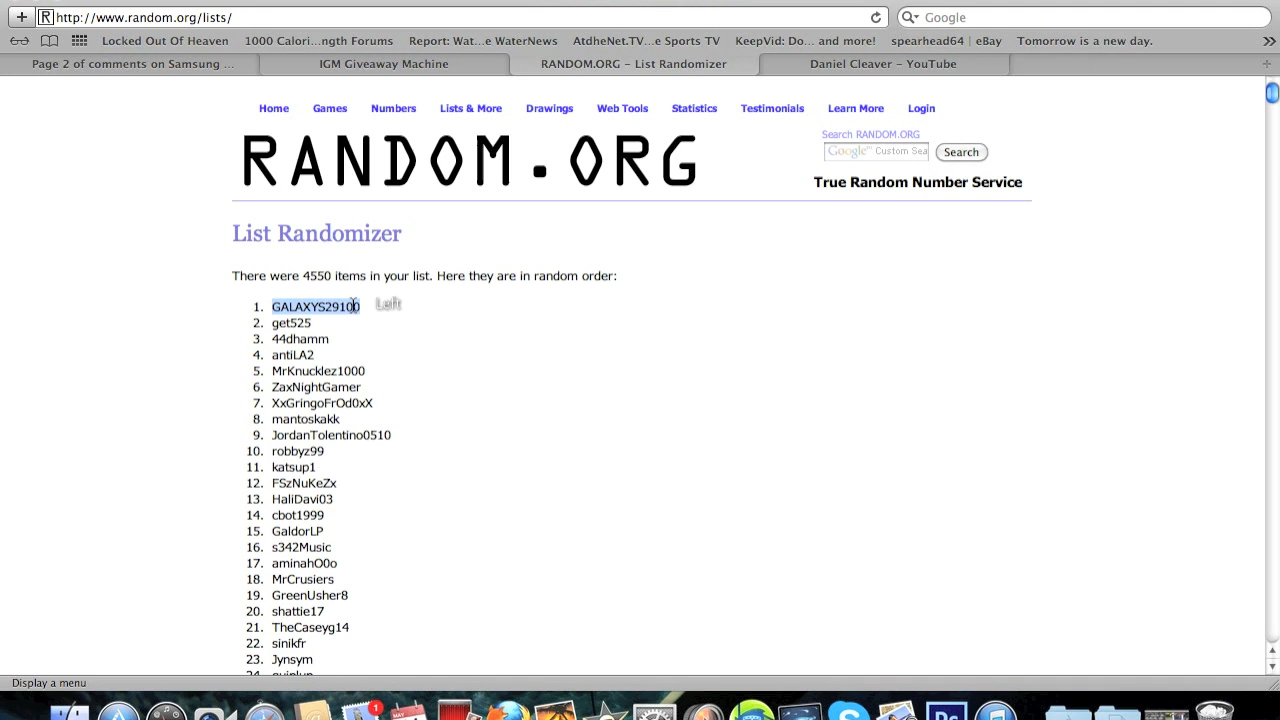 R http://www.random.org/lists/
Google
Locked Out Of Heaven 1000 Calori...ngth Forums Report: Wat...e WaterNews AtdheNet.TV...e Sports TV KeepVid: Do... and more! spearhead64 | eBay Tomorrow is a new day.
Page 2 of comments on Samsung ... IGM Giveaway Machine RANDOM.ORG – List Randomizer Daniel Cleaver – YouTube
Home Games Numbers Lists & More Drawings Web Tools Statistics Testimonials Learn More Login
Search RANDOM.ORG
RANDOM.ORG
Google™ Custom Sea Search
True Random Number Service
List Randomizer
There were 4550 items in your list. Here they are in random order:
1. GALAXYS29100 Left
2. get525
3. 44dhamm
4. antiLA2
5. MrKnucklez1000
6. ZaxNightGamer
7. XxGringoFrOd0xX
8. mantoskakk
9. JordanTolentino0510
10. robbyz99
11. katsup1
12. FSzNuKeZx
13. HaliDavi03
14. cbot1999
15. GaldorLP
16. s342Music
17. aminahO0o
18. MrCrusiers
19. GreenUsher8
20. shattie17
21. TheCaseyg14
22. sinikfr
23. Jynsym
Display a menu
MAY
1
Ps